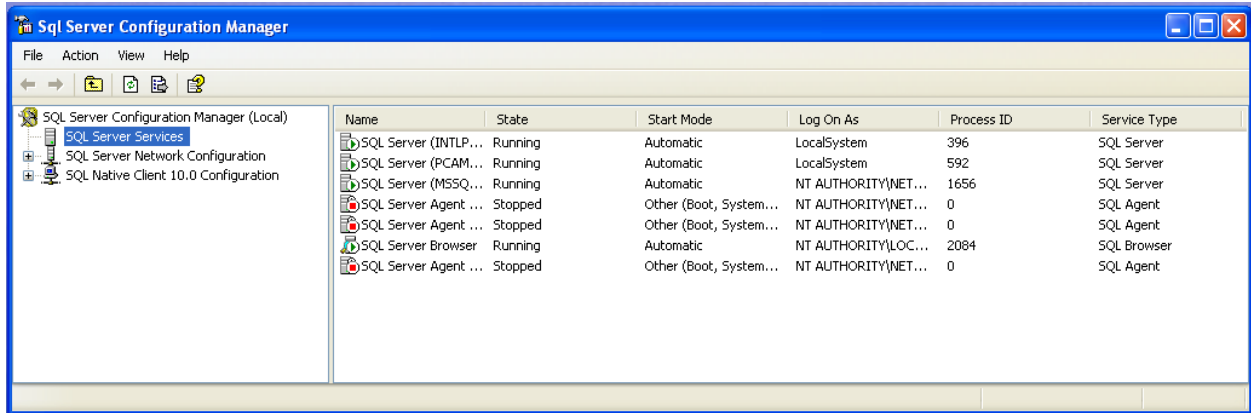 Sql Server Configuration Manager
File Action View Help
SQL Server Configuration Manager (Local)
SQL Server Services
SQL Server Network Configuration
SQL Native Client 10.0 Configuration
Name State Start Mode Log On As Process ID Service Type
SQL Server (INTLP... Running Automatic LocalSystem 396 SQL Server
SQL Server (PCAM... Running Automatic LocalSystem 592 SQL Server
SQL Server (MSSQ... Running Automatic NT AUTHORITY\NET... 1656 SQL Server
SQL Server Agent ... Stopped Other (Boot, System... NT AUTHORITY\NET... 0 SQL Agent
SQL Server Agent ... Stopped Other (Boot, System... NT AUTHORITY\NET... 0 SQL Agent
SQL Server Browser Running Automatic NT AUTHORITY\LOC... 2084 SQL Browser
SQL Server Agent ... Stopped Other (Boot, System... NT AUTHORITY\NET... 0 SQL Agent